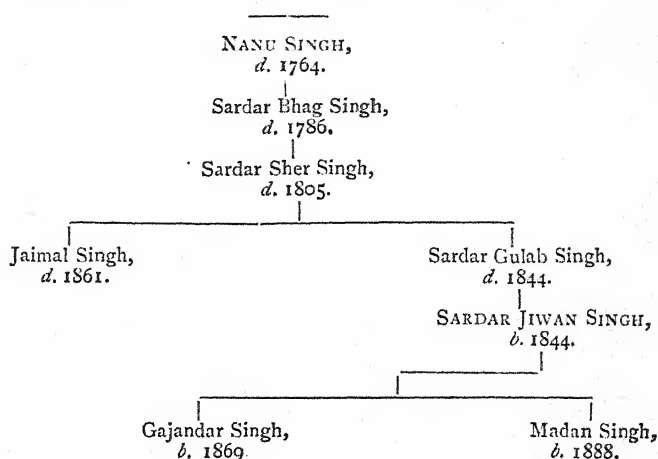 NANU SINGH,
d. 1764.
Sardar Bhag Singh,
d. 1786.
Sardar Sher Singh,
d. 1805.
Jaimal Singh,
d. 1861.
Sardar Gulab Singh,
d. 1844.
SARDAR JIWAN SINGH,
b. 1844.
Gajandar Singh,
b. 1869.
Madan Singh,
b. 1888.